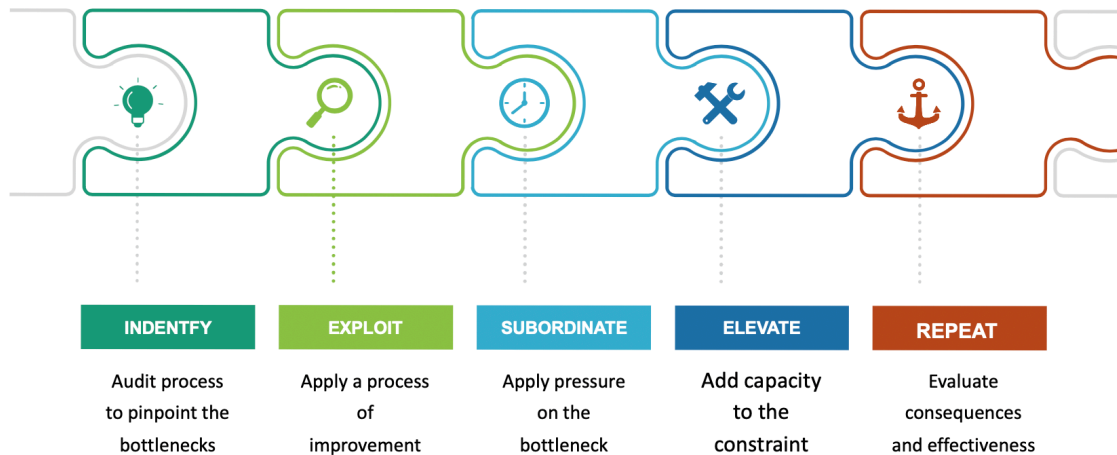 INDENTFY
Audit process
to pinpoint the
bottlenecks
EXPLOIT
Apply a process
of
improvement
SUBORDINATE
Apply pressure
on the
bottleneck
ELEVATE
Add capacity
to the
constraint
REPEAT
Evaluate
consequences
and effectiveness